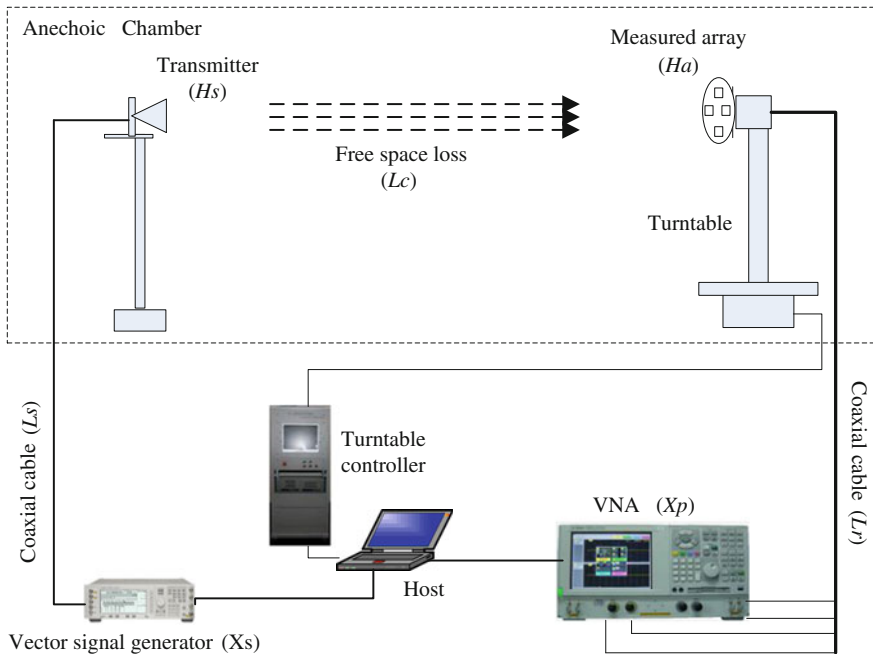 Anechoic Chamber
Transmitter
(Hs)
Measured array
(Ha)
Free space loss
(Lc)
Turntable
Coaxial cable (Ls)
Turntable
controller
Coaxial cable (Lr)
VNA (Xp)
Host
Vector signal generator (Xs)